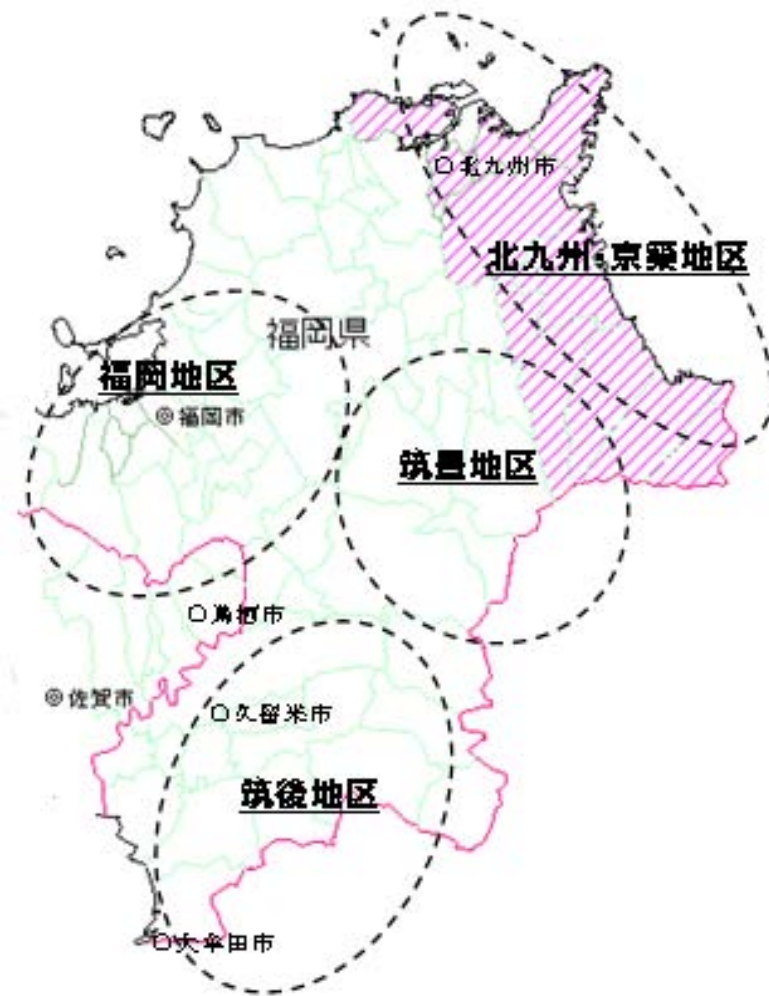 北九州市
北九州・京築地区
福岡県
福岡地区
福岡市
筑豊地区
鳥栖市
佐賀市
久留米市
筑後地区
大牟田市